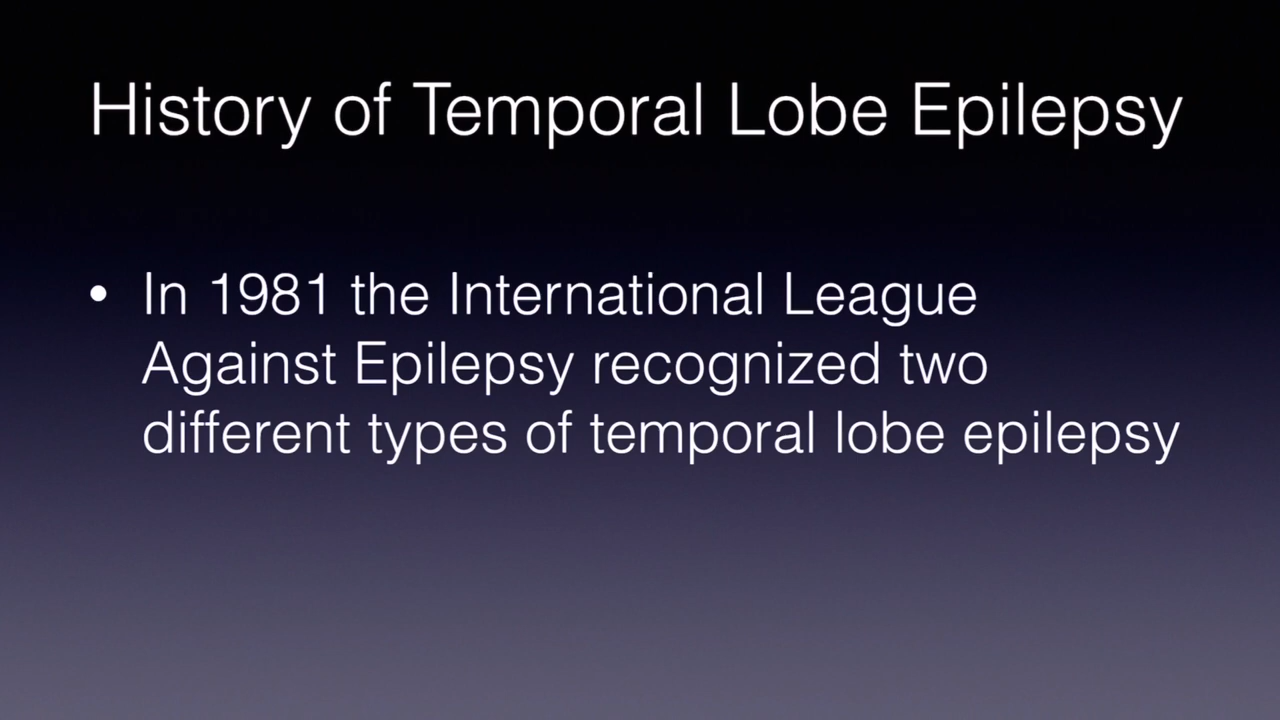 History of Temporal Lobe Epilepsy
• In 1981 the International League
Against Epilepsy recognized two
different types of temporal lobe epilepsy